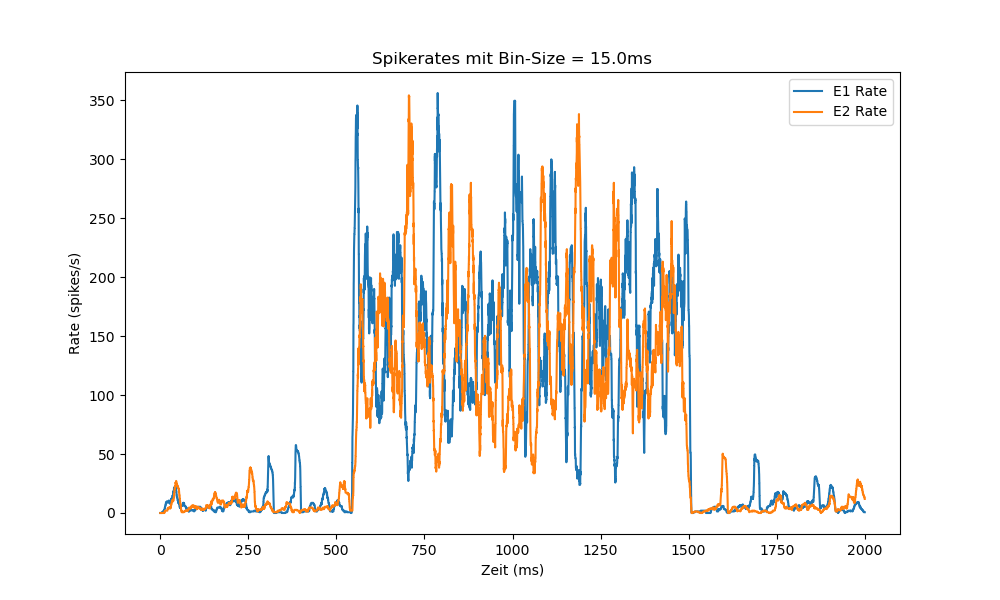 Spikerates mit Bin-Size = 15.0ms
E1 Rate
E2 Rate
350
300
250
200
150
100
50
0
Rate (spikes/s)
0 250 500 750 1000 1250 1500 1750 2000
Zeit (ms)